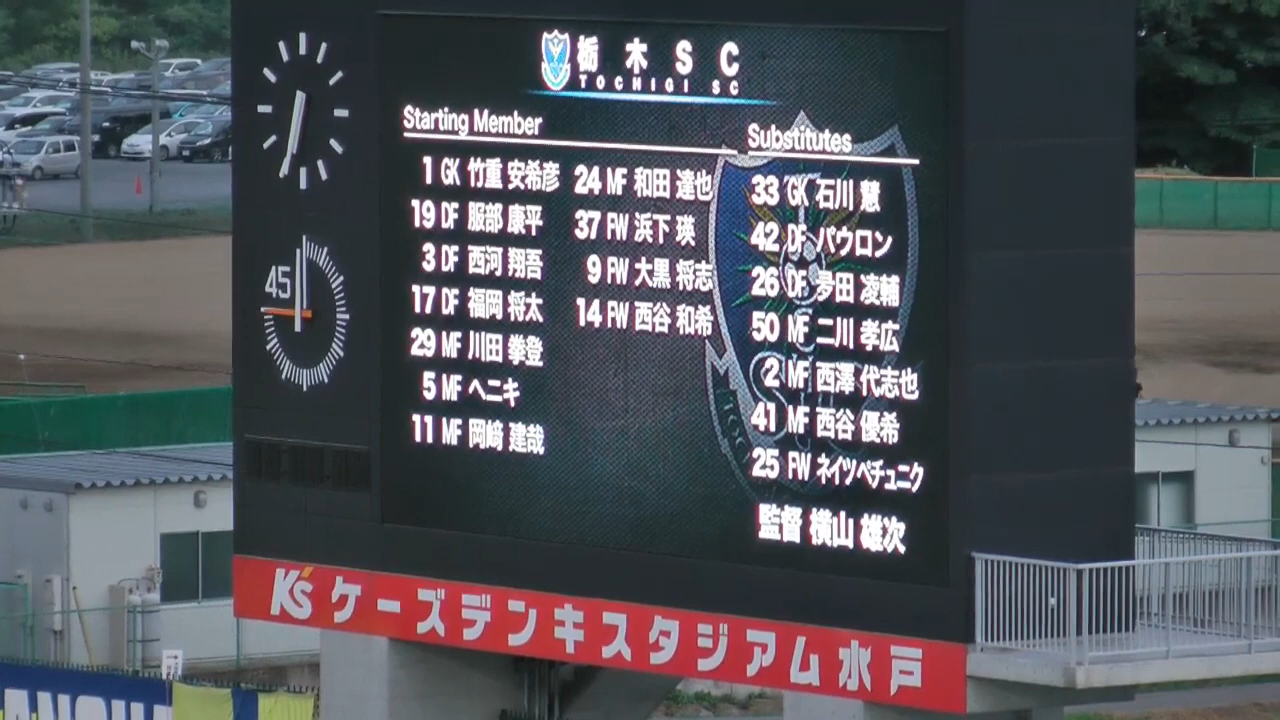 栃木SC
TOCHIGI SC
Starting Member
1 GK 竹重 安希彦
19 DF 服部 康平
3 DF 西河 翔吾
17 DF 福岡 将太
29 MF 川田 拳登
5 MF ヘニキ
11 MF 岡﨑 建哉
24 MF 和田 達也
37 FW 浜下 瑛
9 FW 大黒 将志
14 FW 西谷 和希
Substitutes
33 GK 石川 慧
42 DF パウロン
26 DF 夛田 凌輔
50 MF 二川 孝広
2 MF 西澤 代志也
41 MF 西谷 優希
25 FW ネイツペチュニク
監督 横山 雄次
45
K's ケーズデンキスタジアム水戸